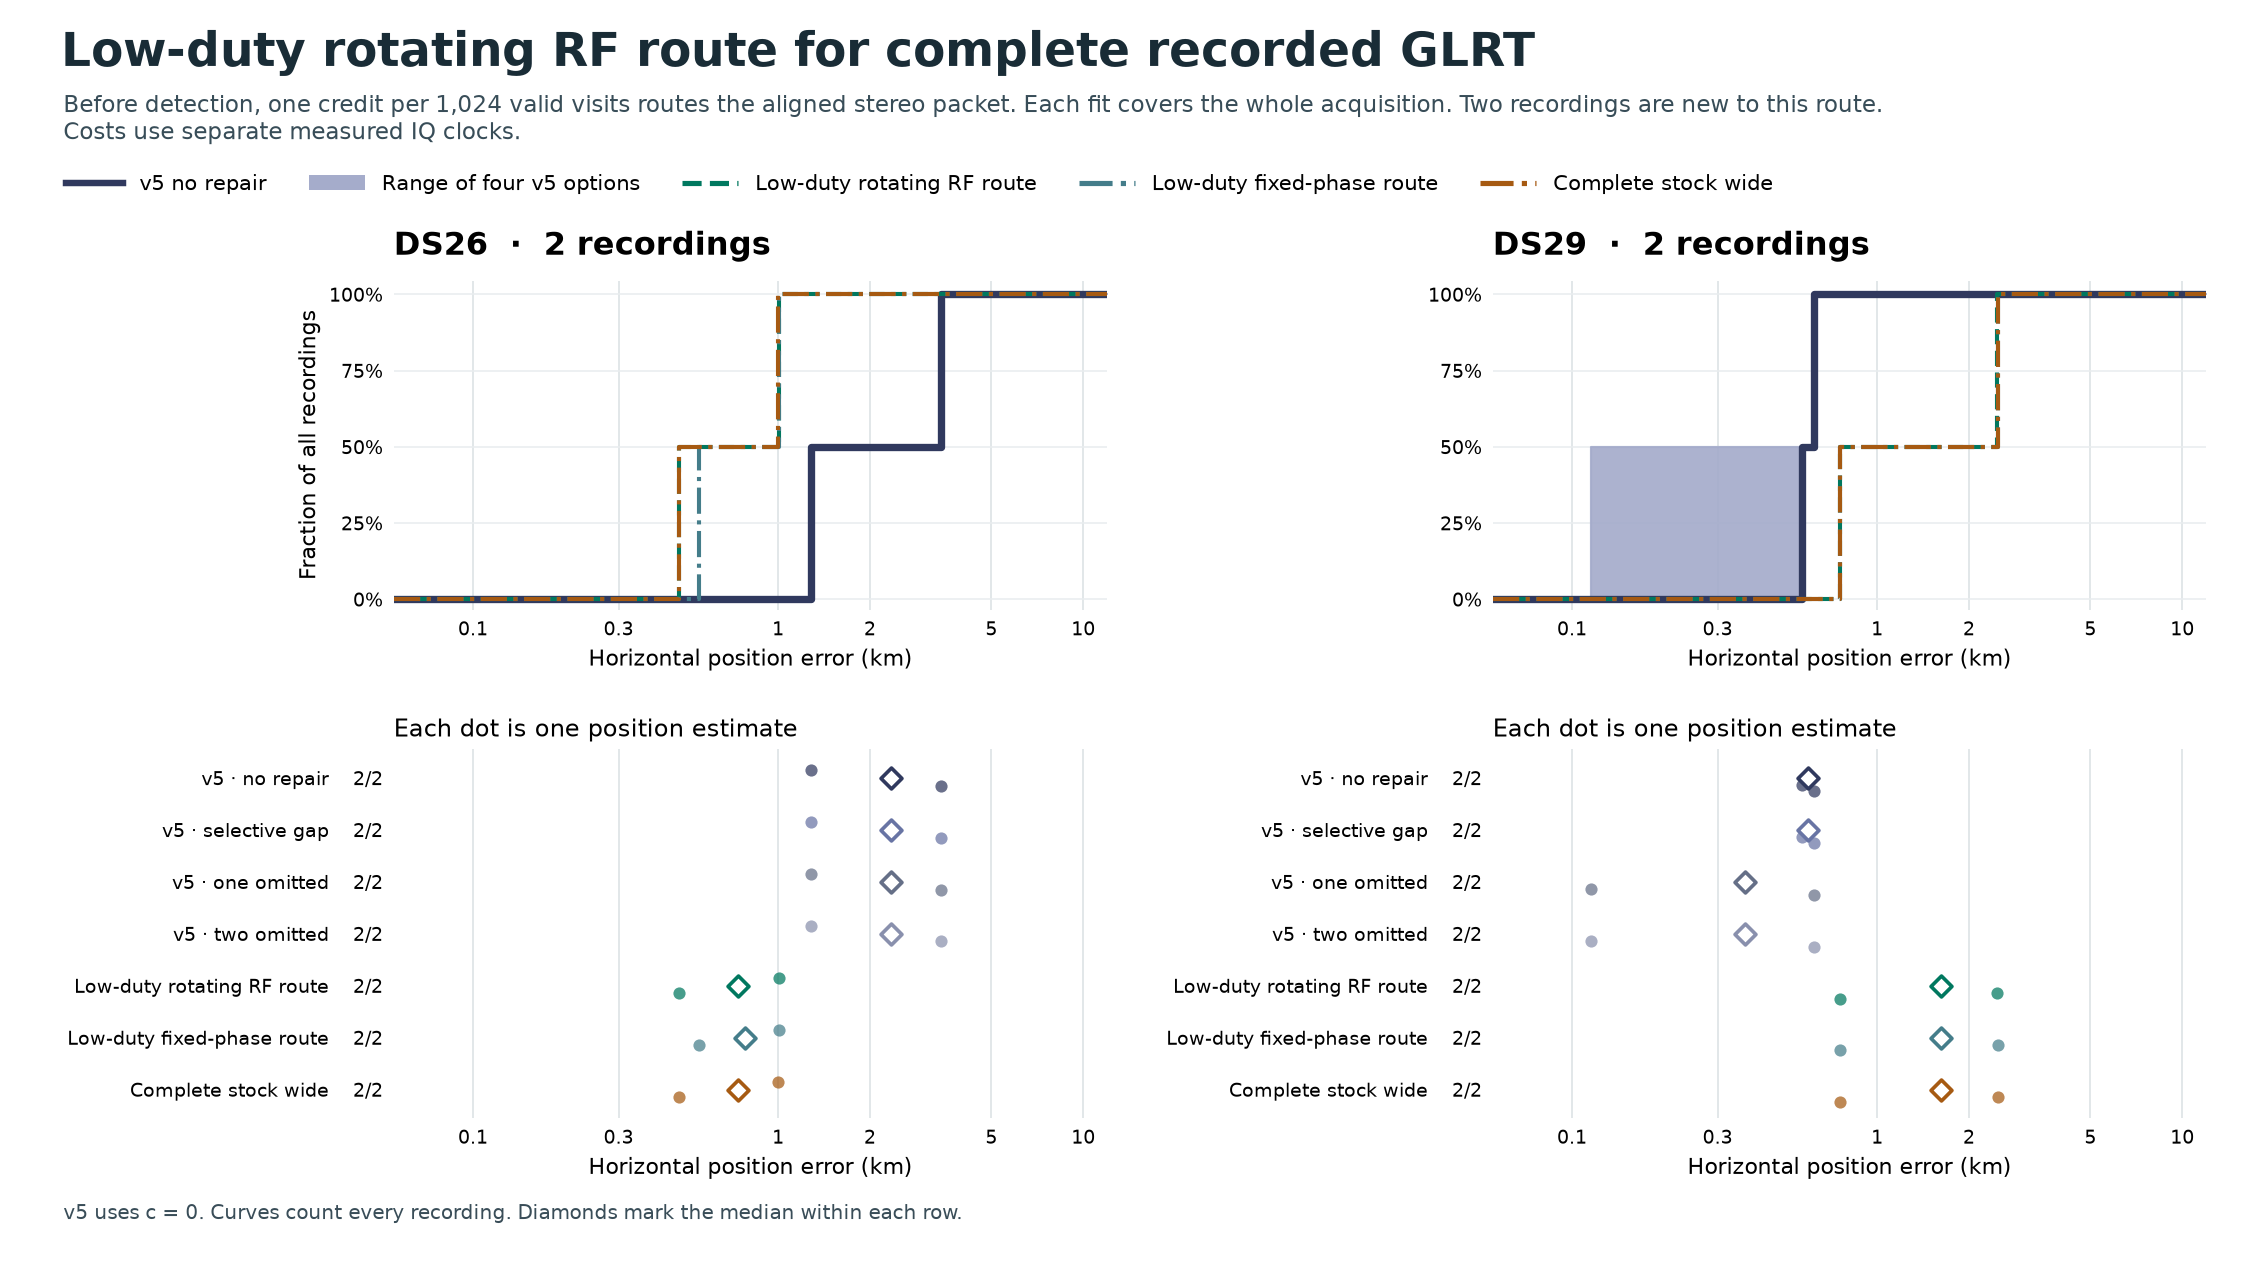 Low-duty rotating RF route for complete recorded GLRT
Before detection, one credit per 1,024 valid visits routes the aligned stereo packet. Each fit covers the whole acquisition. Two recordings are new to this route.
Costs use separate measured IQ clocks.
v5 no repair
Range of four v5 options
Low-duty rotating RF route
Low-duty fixed-phase route
Complete stock wide
DS26 · 2 recordings
Fraction of all recordings
100%
75%
50%
25%
0%
0.1 0.3 1 2 5 10
Horizontal position error (km)
DS29 · 2 recordings
100%
75%
50%
25%
0%
0.1 0.3 1 2 5 10
Horizontal position error (km)
Each dot is one position estimate
v5 · no repair 2/2
v5 · selective gap 2/2
v5 · one omitted 2/2
v5 · two omitted 2/2
Low-duty rotating RF route 2/2
Low-duty fixed-phase route 2/2
Complete stock wide 2/2
0.1 0.3 1 2 5 10
Horizontal position error (km)
Each dot is one position estimate
v5 · no repair 2/2
v5 · selective gap 2/2
v5 · one omitted 2/2
v5 · two omitted 2/2
Low-duty rotating RF route 2/2
Low-duty fixed-phase route 2/2
Complete stock wide 2/2
0.1 0.3 1 2 5 10
Horizontal position error (km)
v5 uses c = 0. Curves count every recording. Diamonds mark the median within each row.